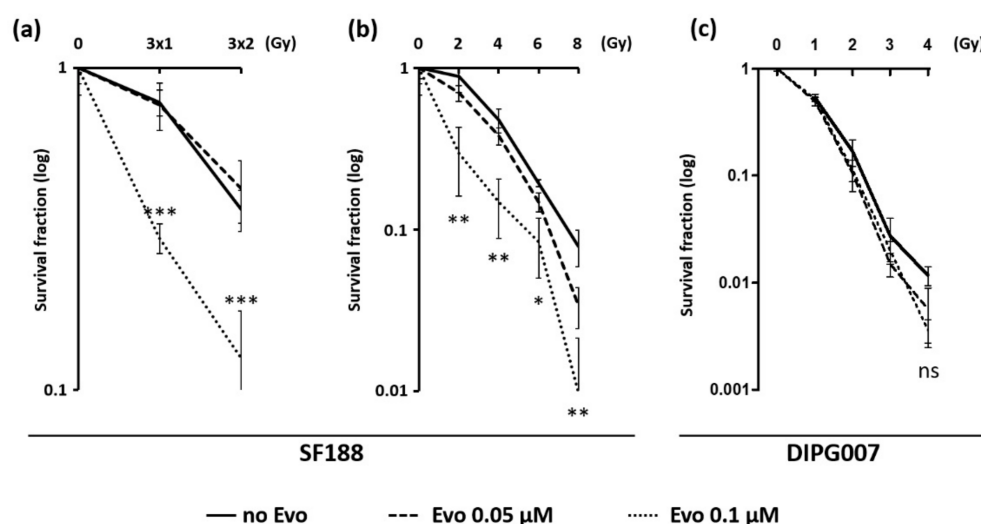 (a)
0 3x1 3x2 (Gy)
Survival fraction (log)
1
0.1
***
***
(b)
0 2 4 6 8 (Gy)
Survival fraction (log)
1
0.1
0.01
**
**
*
**
(c)
0 1 2 3 4 (Gy)
Survival fraction (log)
1
0.1
0.01
0.001
ns
SF188
DIPG007
no Evo
Evo 0.05 µM
Evo 0.1 µM